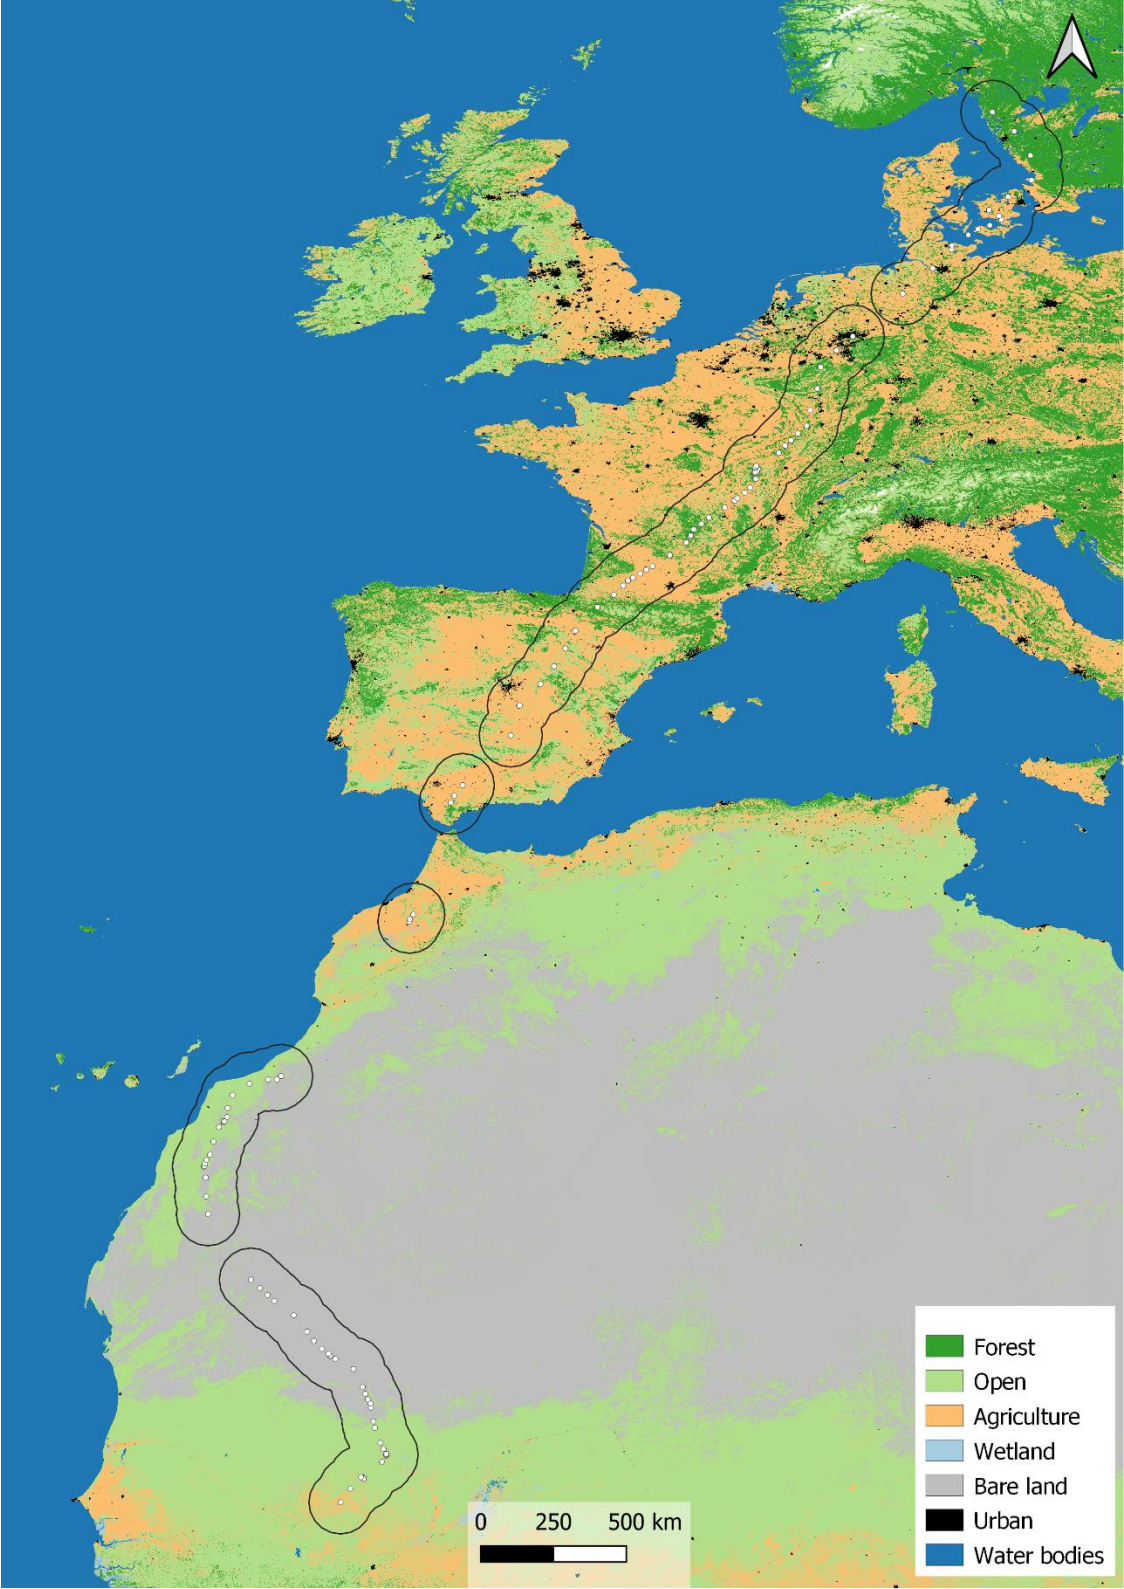 Forest
Open
Agriculture
Wetland
Bare land
Urban
Water bodies
0 250 500 km